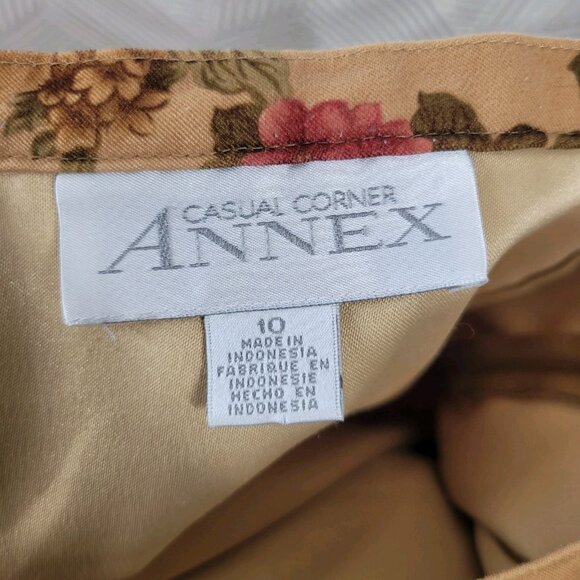 CASUAL CORNER
ANNEX
10
MADE IN
INDONESIA
FABRIQUE EN
INDONESIE
HECHO EN
INDONESIA